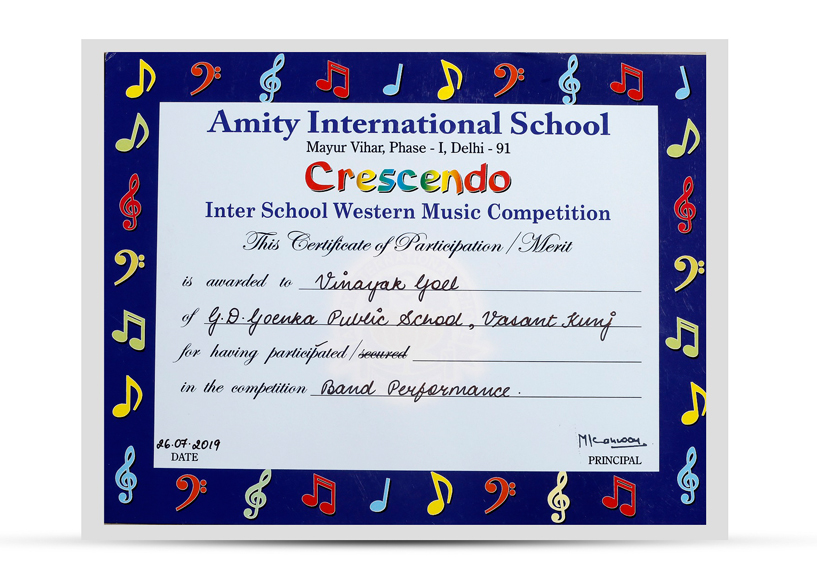 Amity International School
Mayur Vihar, Phase - I, Delhi - 91
Crescendo
Inter School Western Music Competition
This Certificate of Participation / Merit
is awarded to Vinayak Goel
of G.D. Goenka Public School, Vasant Kunj
for having participated / secured
in the competition Band Performance.
26.07.2019
DATE
PRINCIPAL